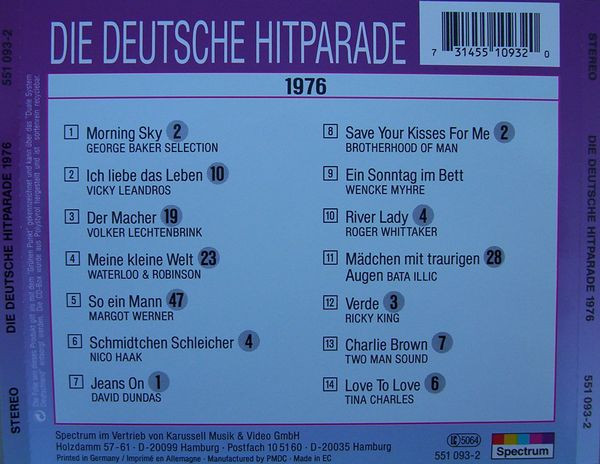 DIE DEUTSCHE HITPARADE
7 31455 10932 0
1976
1 Morning Sky 2
GEORGE BAKER SELECTION
2 Ich liebe das Leben 10
VICKY LEANDROS
3 Der Macher 19
VOLKER LECHTENBRINK
4 Meine kleine Welt 23
WATERLOO & ROBINSON
5 So ein Mann 47
MARGOT WERNER
6 Schmidtchen Schleicher 4
NICO HAAK
7 Jeans On 1
DAVID DUNDAS
8 Save Your Kisses For Me 2
BROTHERHOOD OF MAN
9 Ein Sonntag im Bett
WENCKE MYHRE
10 River Lady 4
ROGER WHITTAKER
11 Mädchen mit traurigen 28
Augen BATA ILLIC
12 Verde 3
RICKY KING
13 Charlie Brown 7
TWO MAN SOUND
14 Love To Love 6
TINA CHARLES
Spectrum im Vertrieb von Karussell Musik & Video GmbH
Holzdamm 57-61 · D-20099 Hamburg · Postfach 10 51 60 · D-20035 Hamburg
Printed in Germany / Imprimé en Allemagne · Manufactured by PMDC · Made in EC
LC 5064
551 093-2
Spectrum
STEREO DIE DEUTSCHE HITPARADE 1976 551 093-2
STEREO DIE DEUTSCHE HITPARADE 1976 551 093-2